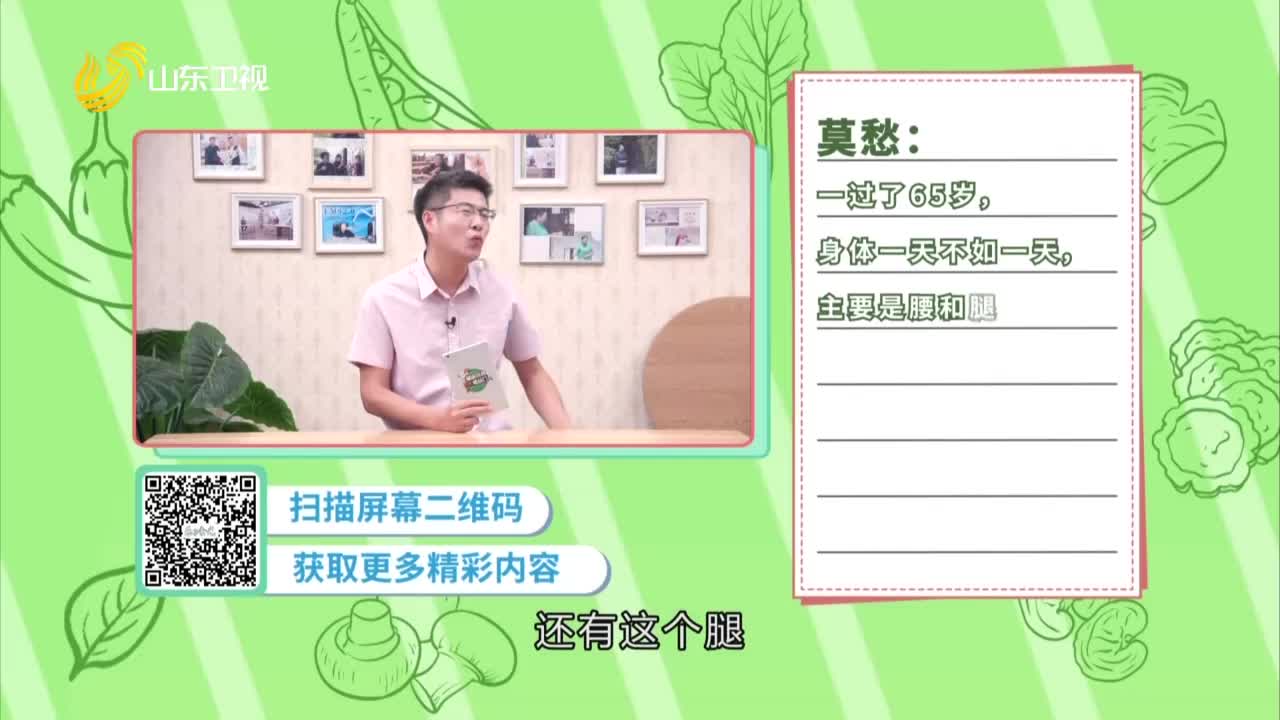 山东卫视
莫愁：
一过了65岁，
身体一天不如一天，
主要是腰和腿
扫描屏幕二维码
获取更多精彩内容
还有这个腿